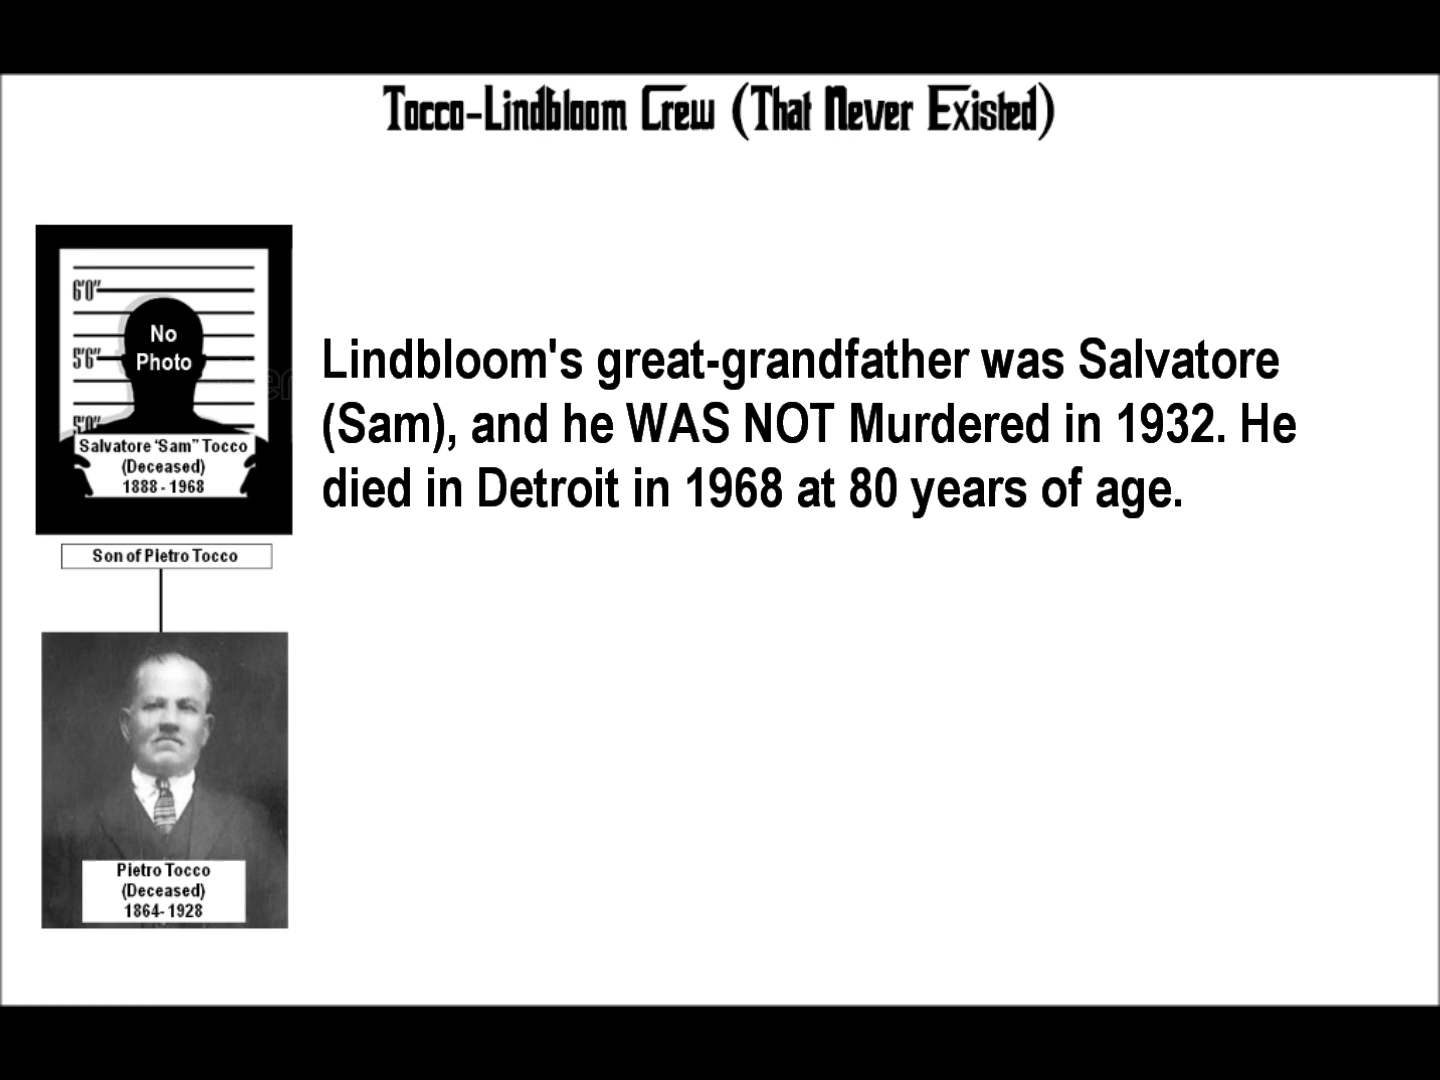 Tocco-Lindbloom Crew (That Never Existed)
6'0"
No
Photo
5'6"
5'0"
Salvatore 'Sam" Tocco
(Deceased)
1888 - 1968
Son of Pietro Tocco
Lindbloom's great-grandfather was Salvatore
(Sam), and he WAS NOT Murdered in 1932. He
died in Detroit in 1968 at 80 years of age.
Pietro Tocco
(Deceased)
1864- 1928